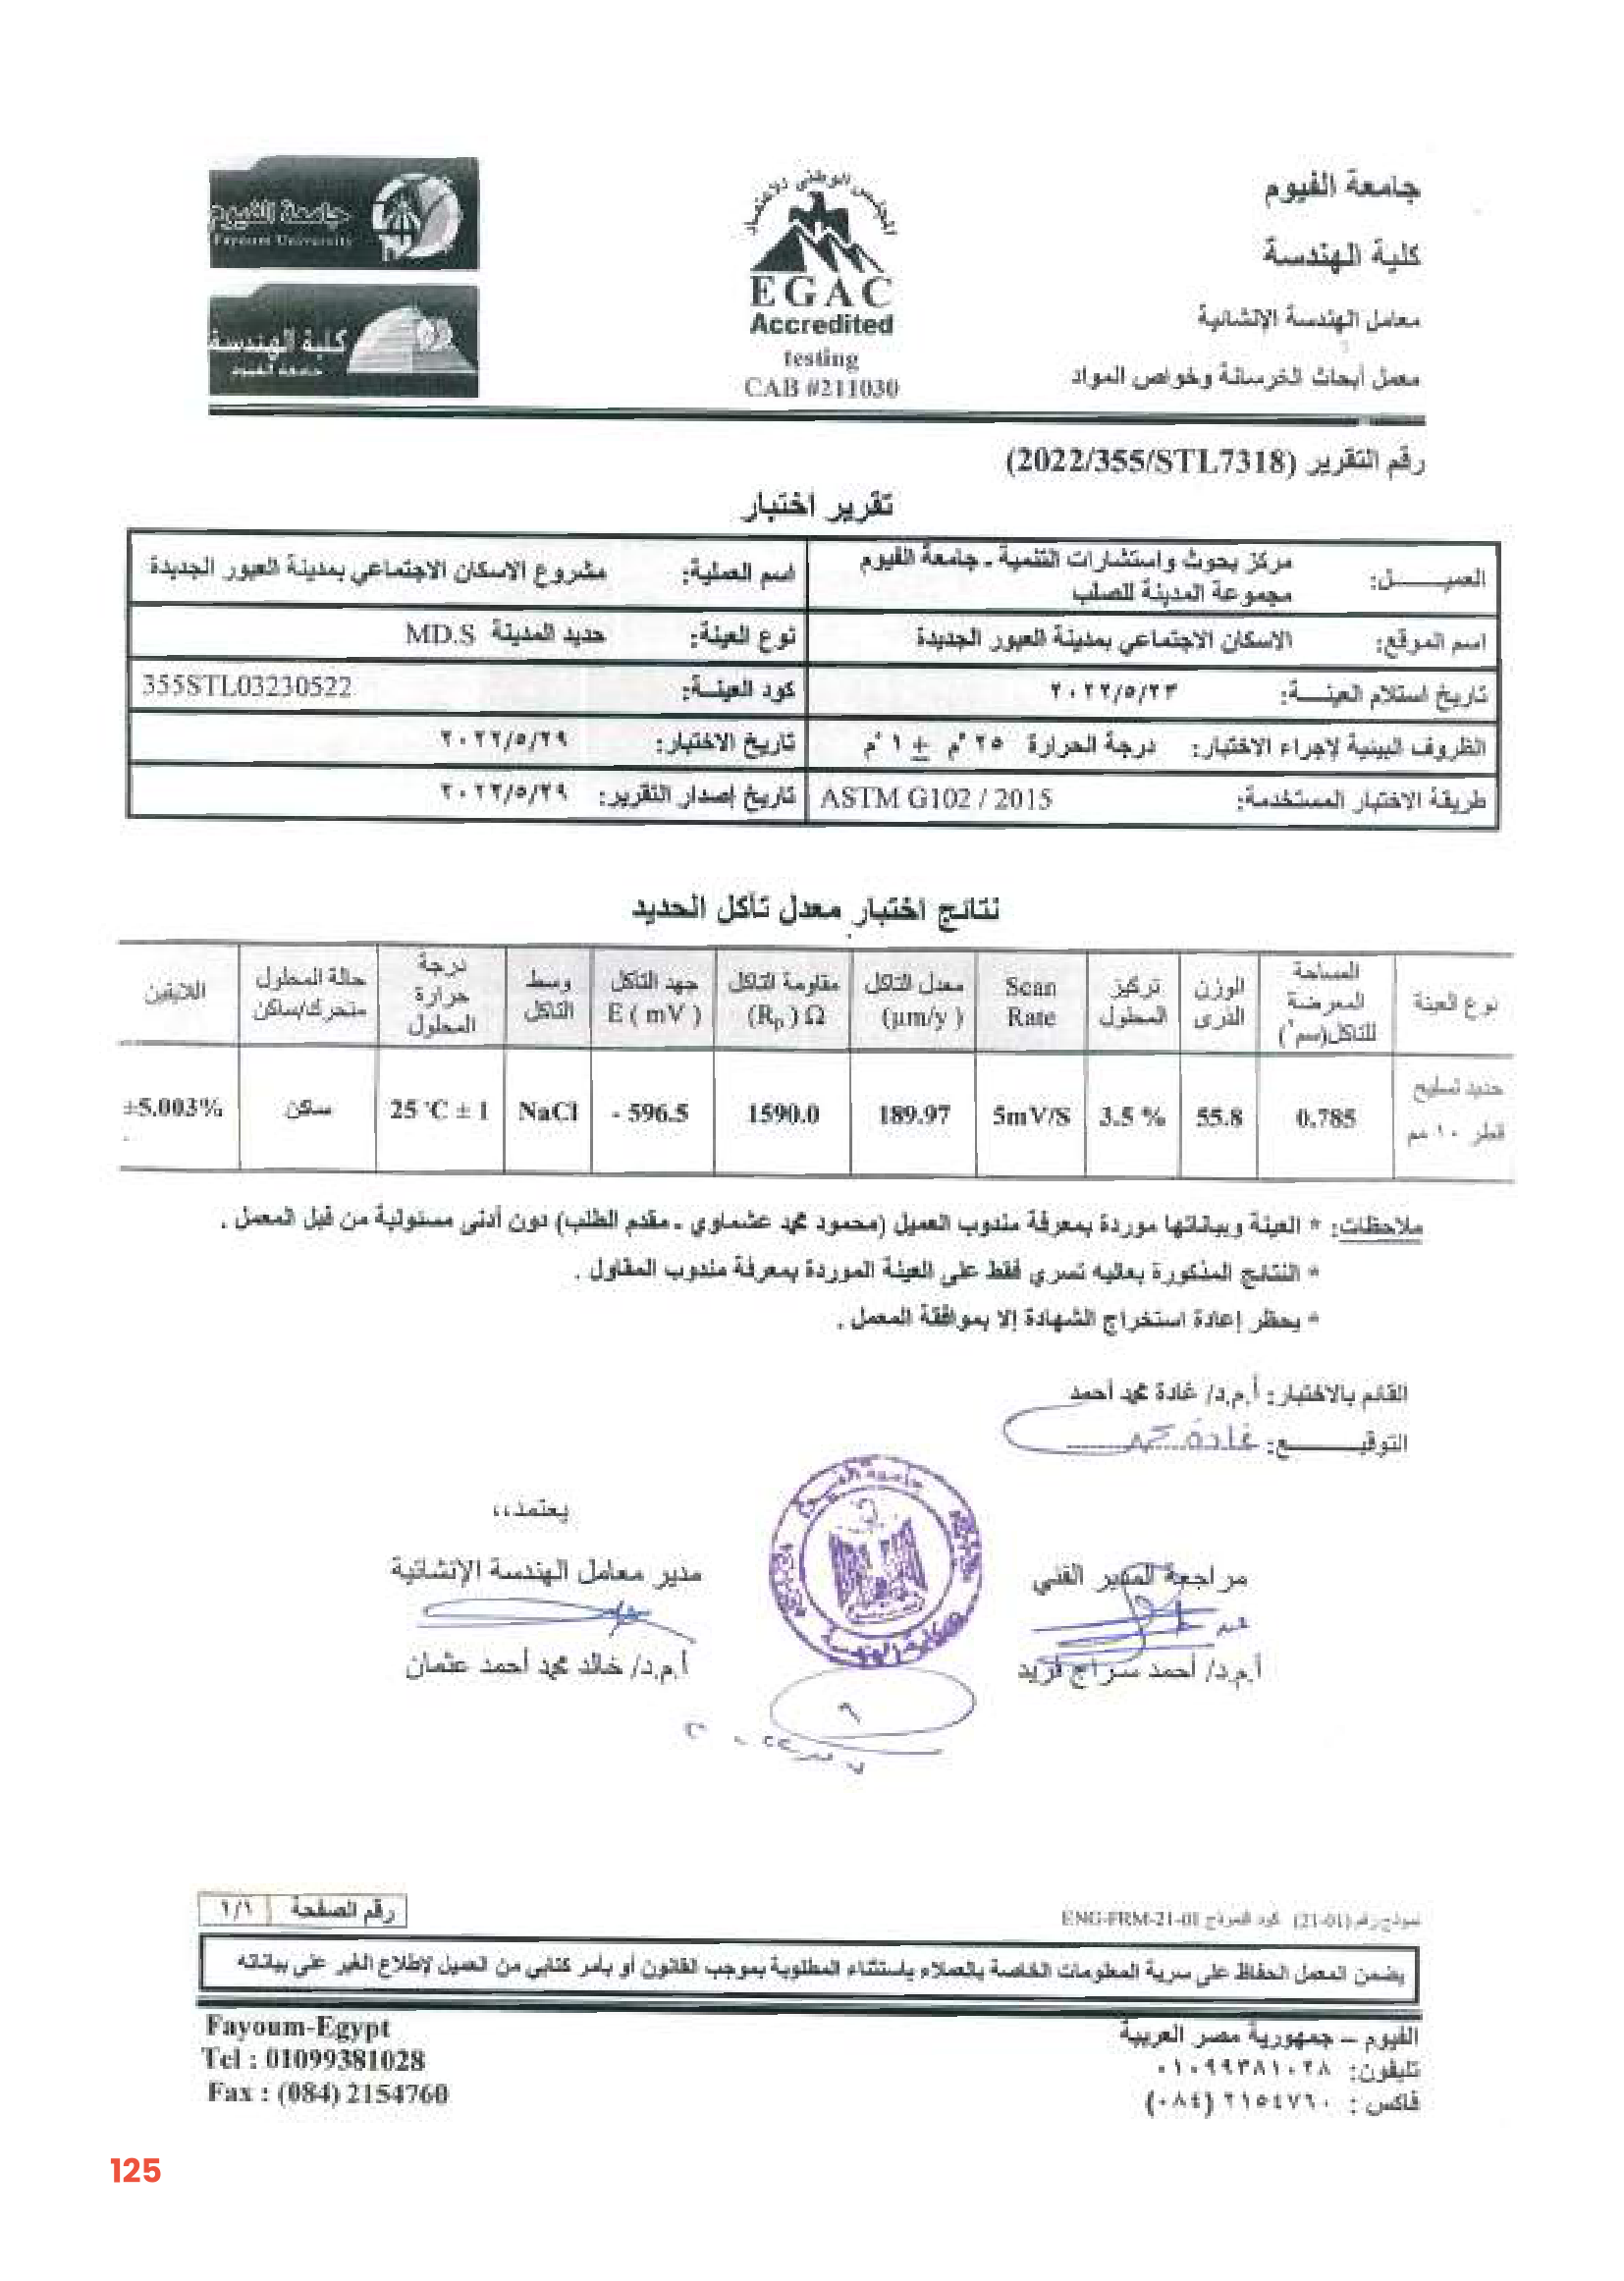 جامعة الفيوم
كلية الهندسة
معامل الهندسة الإنشائية
معمل أبحاث الخرسانة وخواص المواد
المجلس الوطني للاعتماد
EGAC
Accredited
testing
CAB #211030
جامعة الفيوم
Fayoum University
كلية الهندسة
جامعة الفيوم
رقم التقرير (2022/355/STL7318)
تقرير اختبار
العميـــــل: مركز بحوث واستشارات التنمية - جامعة الفيوم
مجموعة المدينة للصلب
اسم العملية: مشروع الاسكان الاجتماعي بمدينة العبور الجديدة
اسم الموقع: الاسكان الاجتماعي بمدينة العبور الجديدة
نوع العينة: حديد المدينة MD.S
تاريخ استلام العينـــة: ٢٠٢٢/٥/٢٣
كود العينـــة: 355STL03230522
الظروف البيئية لإجراء الاختبار: درجة الحرارة ٢٥ °م ± ١ °م
تاريخ الاختبار: ٢٠٢٢/٥/٢٩
طريقة الاختبار المستخدمة: ASTM G102 / 2015
تاريخ إصدار التقرير: ٢٠٢٢/٥/٢٩
نتائج اختبار معدل تآكل الحديد
نوع العينة
المساحة المعرضة للتاكل(سم٢)
الوزن الذرى
تركيز المحلول
Scan Rate
معدل التاكل (µm/y)
مقاومة التاكل (Rp) Ω
جهد التاكل E ( mV )
وسط التاكل
درجة حرارة المحلول
حالة المحلول متحرك/ساكن
اللايقين
حديد تسليح قطر ١٠ مم
0.785
55.8
3.5 %
5mV/S
189.97
1590.0
- 596.5
NaCl
25 °C ± 1
ساكن
±5.003%
ملاحظات: * العينة وبياناتها موردة بمعرفة مندوب العميل (محمود محمد عشماوي - مقدم الطلب) دون أدنى مسئولية من قبل المعمل .
* النتائج المذكورة بعاليه تسري فقط على العينة الموردة بمعرفة مندوب المقاول .
* يحظر إعادة استخراج الشهادة إلا بموافقة المعمل .
القائم بالاختبار: أ.م.د/ غادة محمد أحمد
التوقيـــــــع: غادة محمد
يعتمد،،
مراجعة المدير الفني
مدير معامل الهندسة الإنشائية
جامعة الفيوم
أ.م.د/ أحمد سراج فريد
أ.م.د/ خالد محمد أحمد عثمان
نموذج رقم (01-21) كود النموذج ENG-FRM-21-01
رقم الصفحة ١/١
يضمن المعمل الحفاظ على سرية المعلومات الخاصة بالعملاء باستثناء المطلوبة بموجب القانون أو بأمر كتابي من العميل لإطلاع الغير على بياناته
الفيوم – جمهورية مصر العربية
تليفون: ٠١٠٩٩٣٨١٠٢٨
فاكس : ٢١٥٤٧٦٠ (٠٨٤)
Fayoum-Egypt
Tel : 01099381028
Fax : (084) 2154760
125